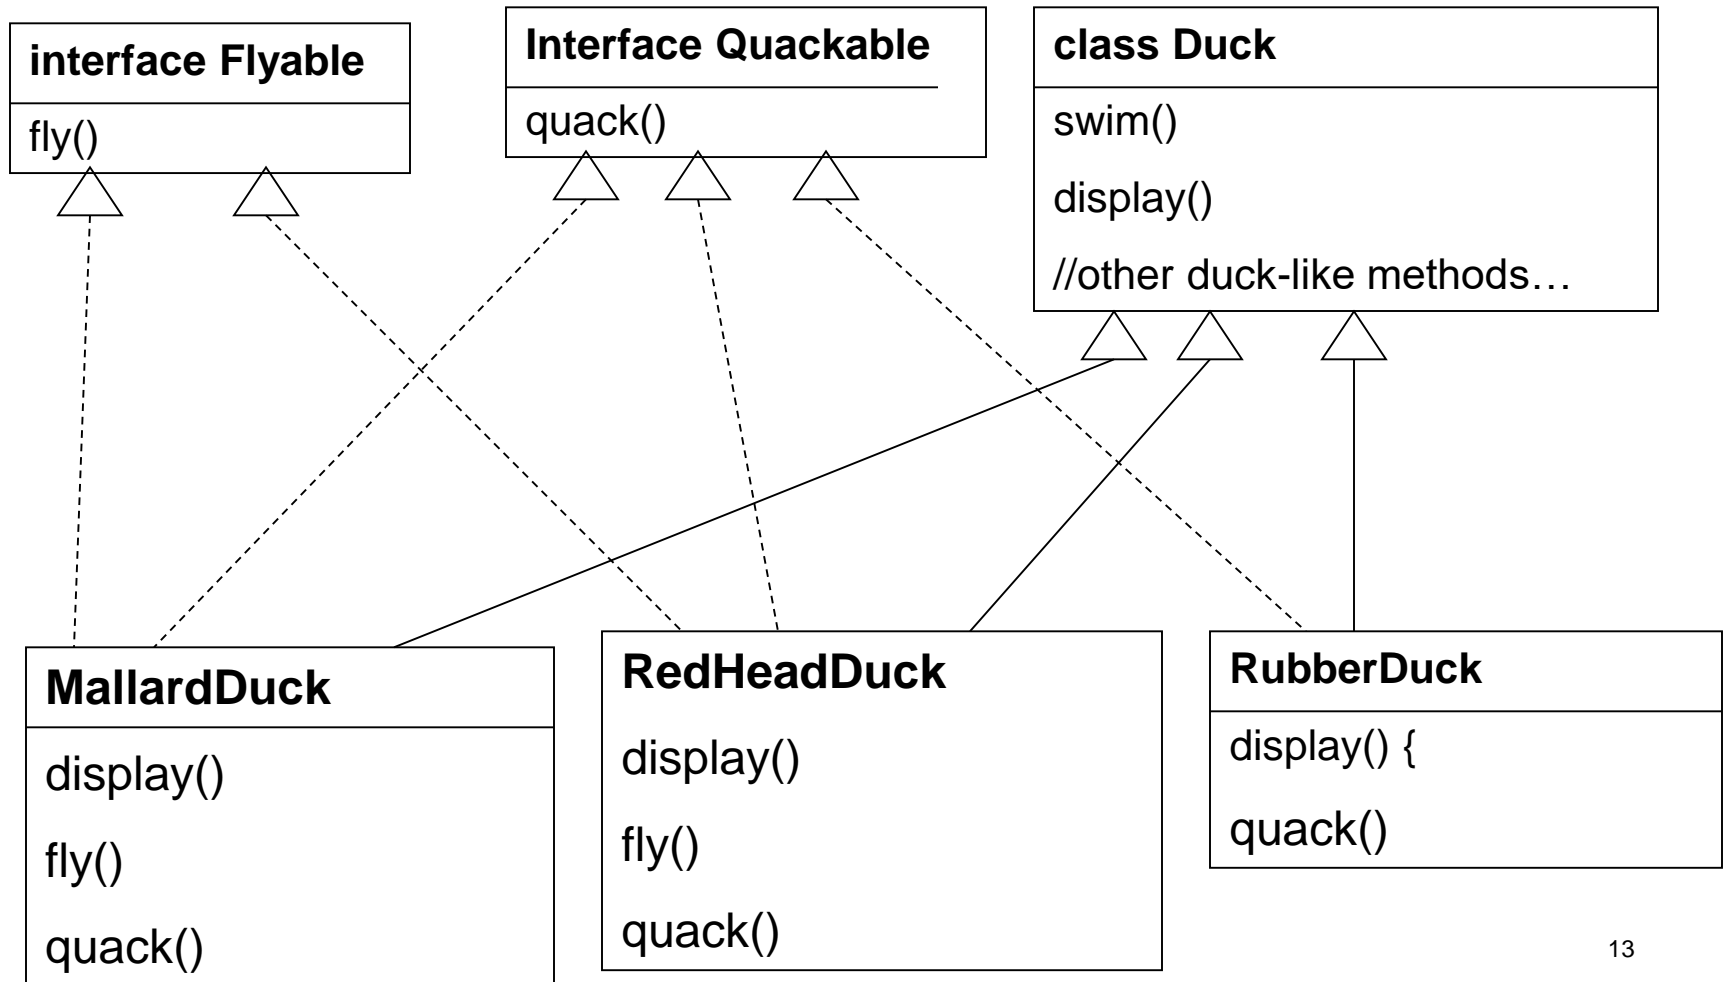 interface Flyable
fly()
Interface Quackable
quack()
class Duck
swim()
display()
//other duck-like methods…
MallardDuck
display()
fly()
quack()
RedHeadDuck
display()
fly()
quack()
RubberDuck
display() {
quack()
13